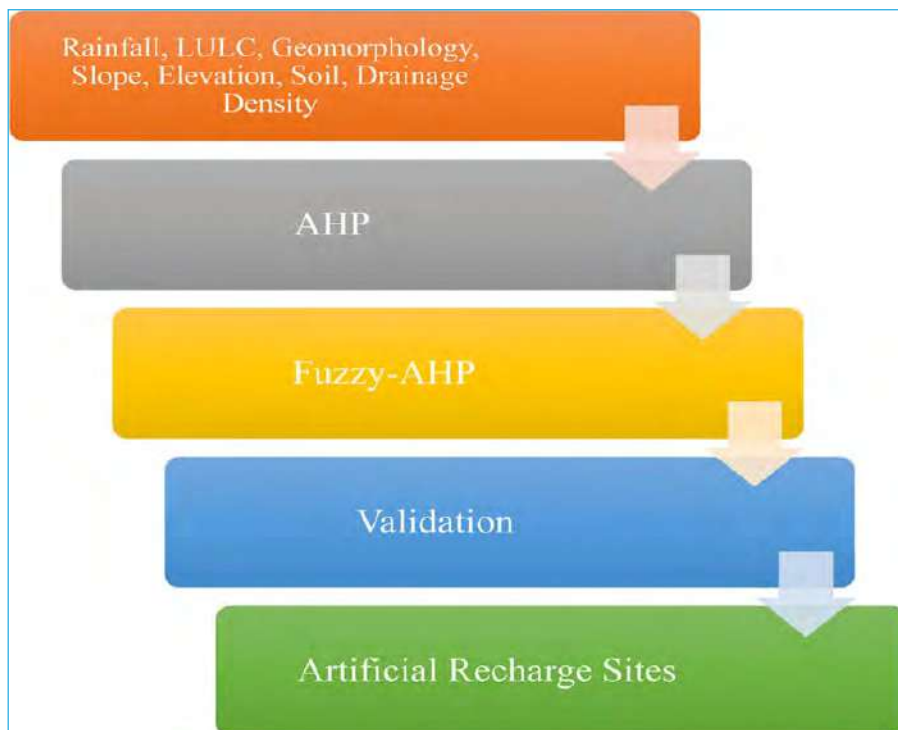 Rainfall, LULC, Geomorphology,
Slope, Elevation, Soil, Drainage
Density
AHP
Fuzzy-AHP
Validation
Artificial Recharge Sites